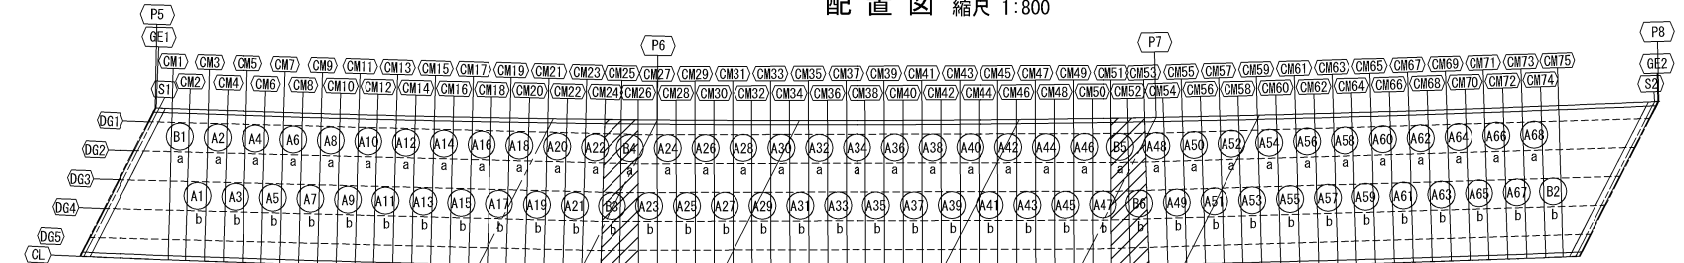 配置図 縮尺 1:800
P5 P6 P7 P8
GE1 GE2
CM1 CM3 CM5 CM7 CM9 CM11 CM13 CM15 CM17 CM19 CM21 CM23 CM25 CM27 CM29 CM31 CM33 CM35 CM37 CM39 CM41 CM43 CM45 CM47 CM49 CM51 CM53 CM55 CM57 CM59 CM61 CM63 CM65 CM67 CM69 CM71 CM73 CM75
S1 CM2 CM4 CM6 CM8 CM10 CM12 CM14 CM16 CM18 CM20 CM22 CM24 CM26 CM28 CM30 CM32 CM34 CM36 CM38 CM40 CM42 CM44 CM46 CM48 CM50 CM52 CM54 CM56 CM58 CM60 CM62 CM64 CM66 CM68 CM70 CM72 CM74 S2
DG1
B1 A2 A4 A6 A8 A10 A12 A14 A16 A18 A20 A22 B4 A24 A26 A28 A30 A32 A34 A36 A38 A40 A42 A44 A46 B5 A48 A50 A52 A54 A56 A58 A60 A62 A64 A66 A68
DG2
a a a a a a a a a a a a a a a a a a a a a a a a a a a a a a a a a a a a a
DG3
A1 A3 A5 A7 A9 A11 A13 A15 A17 A19 A21 B3 A23 A25 A27 A29 A31 A33 A35 A37 A39 A41 A43 A45 A47 B6 A49 A51 A53 A55 A57 A59 A61 A63 A65 A67 B2
DG4
b b b b b b b b b b b b b b b b b b b b b b b b b b b b b b b b b b b b b
DG5
CL